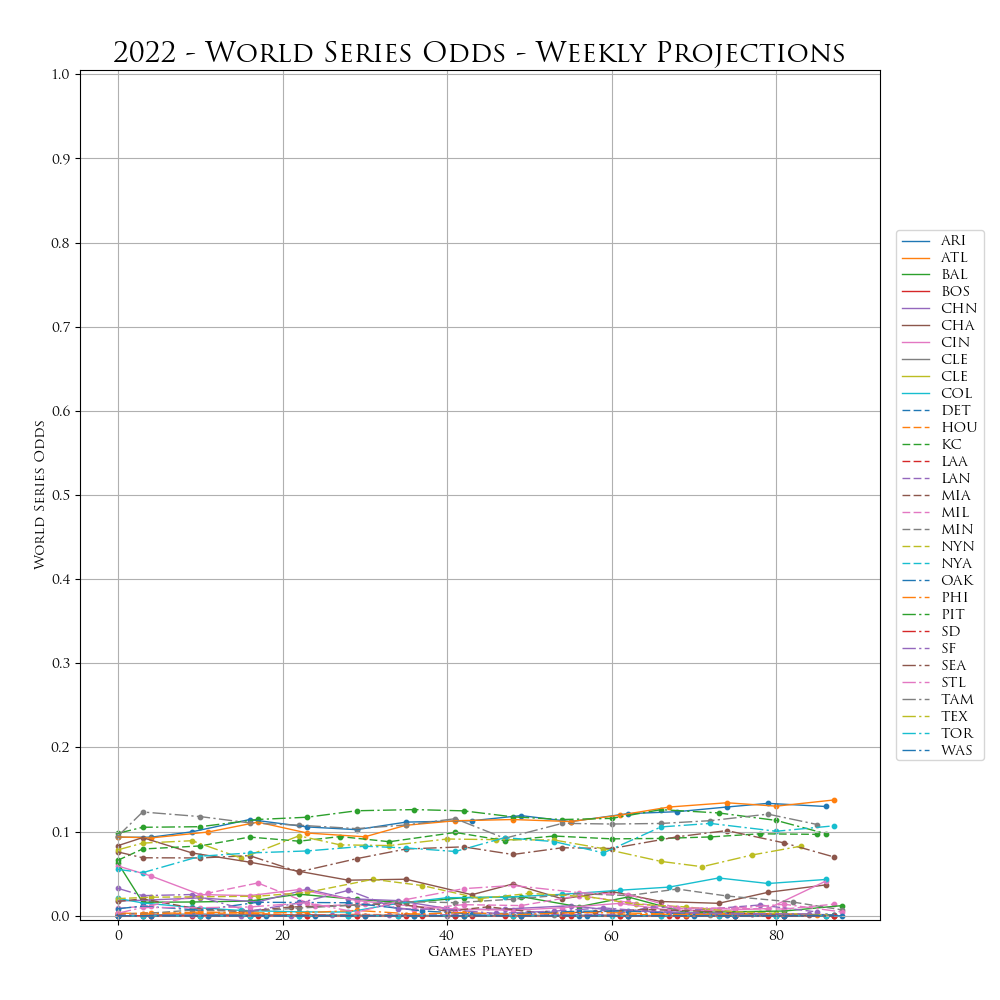 2022 - World Series Odds - Weekly Projections
1.0
0.9
0.8
0.7
0.6
0.5
0.4
0.3
0.2
0.1
0.0
World Series Odds
0 20 40 60 80
Games Played
ARI
ATL
BAL
BOS
CHN
CHA
CIN
CLE
CLE
COL
DET
HOU
KC
LAA
LAN
MIA
MIL
MIN
NYN
NYA
OAK
PHI
PIT
SD
SF
SEA
STL
TAM
TEX
TOR
WAS